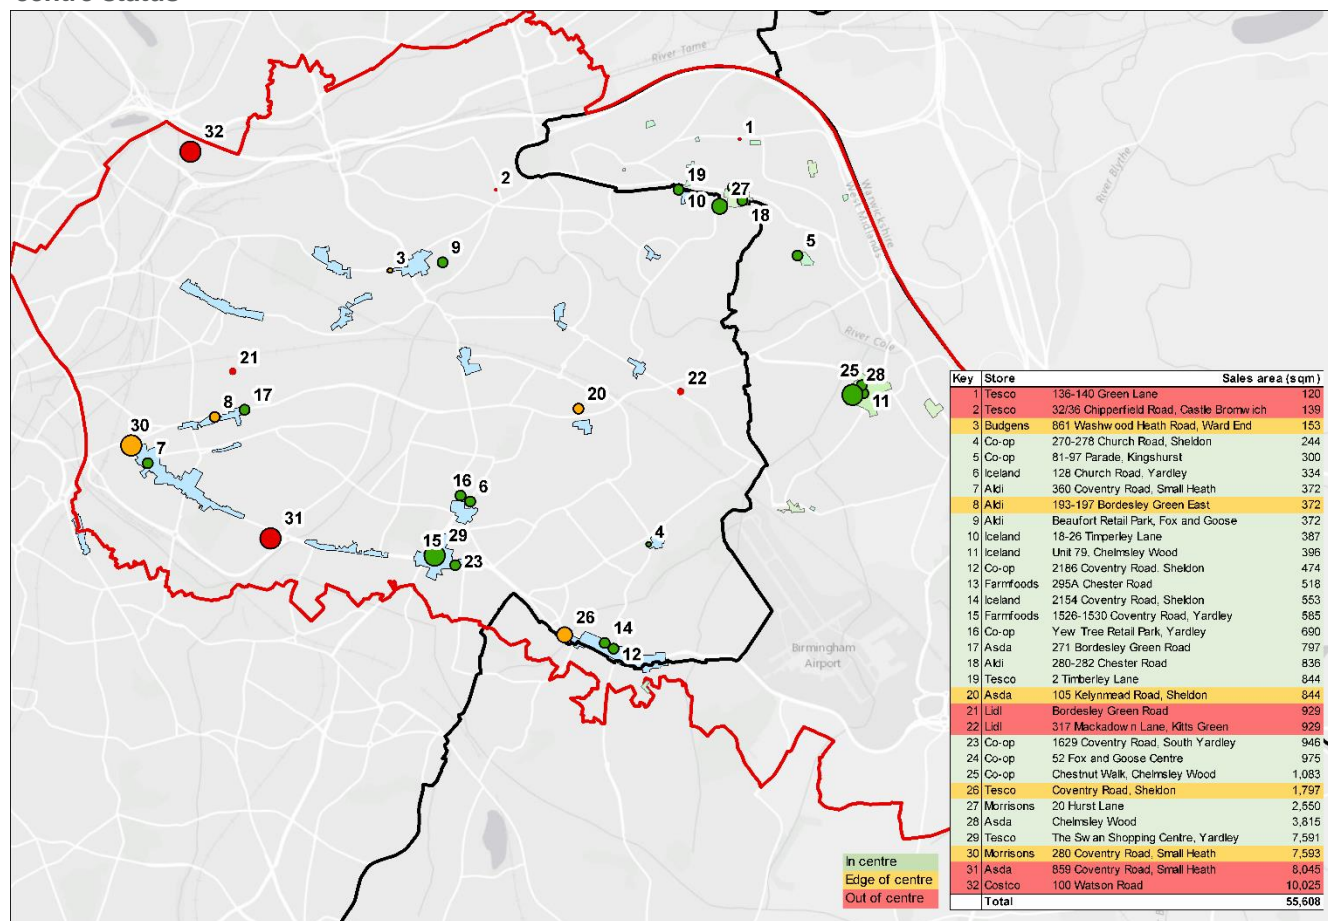 Centre Status
32
River Tame
1
2
19
27
10
18
Warwickshire
West Midlands
River Blythe
3
9
5
River Cole
21
17
8
22
20
25
28
11
30
7
16
6
31
29
15
23
4
26
14
12
Birmingham
Airport
Key Store Sales area (sqm)
1 Tesco 136-140 Green Lane 120
2 Tesco 32/36 Chipperfield Road, Castle Bromwich 139
3 Budgens 861 Washwood Heath Road, Ward End 153
4 Co-op 270-278 Church Road, Sheldon 244
5 Co-op 81-97 Parade, Kingshurst 300
6 Iceland 128 Church Road, Yardley 334
7 Aldi 360 Coventry Road, Small Heath 372
8 Aldi 193-197 Bordesley Green East 372
9 Aldi Beaufort Retail Park, Fox and Goose 372
10 Iceland 18-26 Timperley Lane 387
11 Iceland Unit 79, Chelmsley Wood 396
12 Co-op 2186 Coventry Road. Sheldon 474
13 Farmfoods 295A Chester Road 518
14 Iceland 2154 Coventry Road, Sheldon 553
15 Farmfoods 1526-1530 Coventry Road, Yardley 585
16 Co-op Yew Tree Retail Park, Yardley 690
17 Asda 271 Bordesley Green Road 797
18 Aldi 280-282 Chester Road 836
19 Tesco 2 Timberley Lane 844
20 Asda 105 Kelynmead Road, Sheldon 844
21 Lidl Bordesley Green Road 929
22 Lidl 317 Mackadown Lane, Kitts Green 929
23 Co-op 1629 Coventry Road, South Yardley 946
24 Co-op 52 Fox and Goose Centre 975
25 Co-op Chestnut Walk, Chelmsley Wood 1,083
26 Tesco Coventry Road, Sheldon 1,797
27 Morrisons 20 Hurst Lane 2,550
28 Asda Chelmsley Wood 3,815
29 Tesco The Swan Shopping Centre, Yardley 7,591
30 Morrisons 280 Coventry Road, Small Heath 7,593
31 Asda 859 Coventry Road, Small Heath 8,045
32 Costco 100 Watson Road 10,025
Total 55,608
In centre
Edge of centre
Out of centre